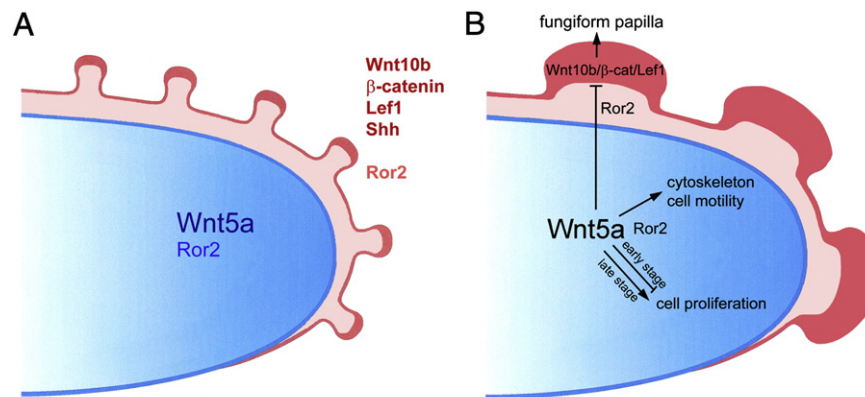 A
Wnt10b
β-catenin
Lef1
Shh
Ror2
Wnt5a
Ror2
B
fungiform papilla
Wnt10b/β-cat/Lef1
Ror2
cytoskeleton
cell motility
Wnt5a Ror2
early stage
late stage
cell proliferation